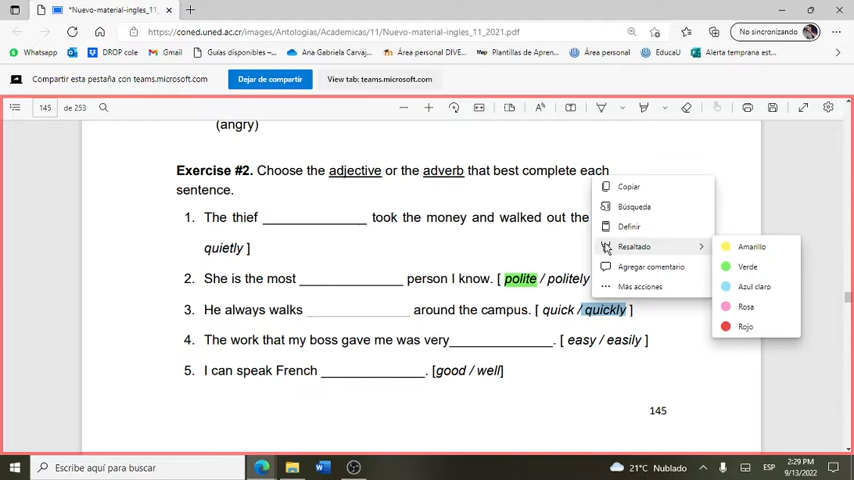 *Nuevo-material-ingles_11_
https://coned.uned.ac.cr/images/Antologias/Academicas/11/Nuevo-material-ingles_11_2021.pdf
No sincronizando
Whatsapp
DROP cole
Gmail
Guías disponibles –...
Ana Gabriela Carvaj...
Área personal DIVE...
Plantillas de Apren...
Área personal
EducaU
Alerta temprana est...
Compartir esta pestaña con teams.microsoft.com
Dejar de compartir
View tab: teams.microsoft.com
145 de 253
(angry)
Exercise #2. Choose the adjective or the adverb that best complete each
sentence.
1. The thief ______________ took the money and walked out the
quietly ]
2. She is the most ______________ person I know. [ polite / politely
3. He always walks ______________ around the campus. [ quick / quickly ]
4. The work that my boss gave me was very______________. [ easy / easily ]
5. I can speak French ______________. [good / well]
145
Copiar
Búsqueda
Definir
Resaltado
Agregar comentario
Más acciones
Amarillo
Verde
Azul claro
Rosa
Rojo
Escribe aquí para buscar
21°C Nublado
ESP
2:29 PM
9/13/2022